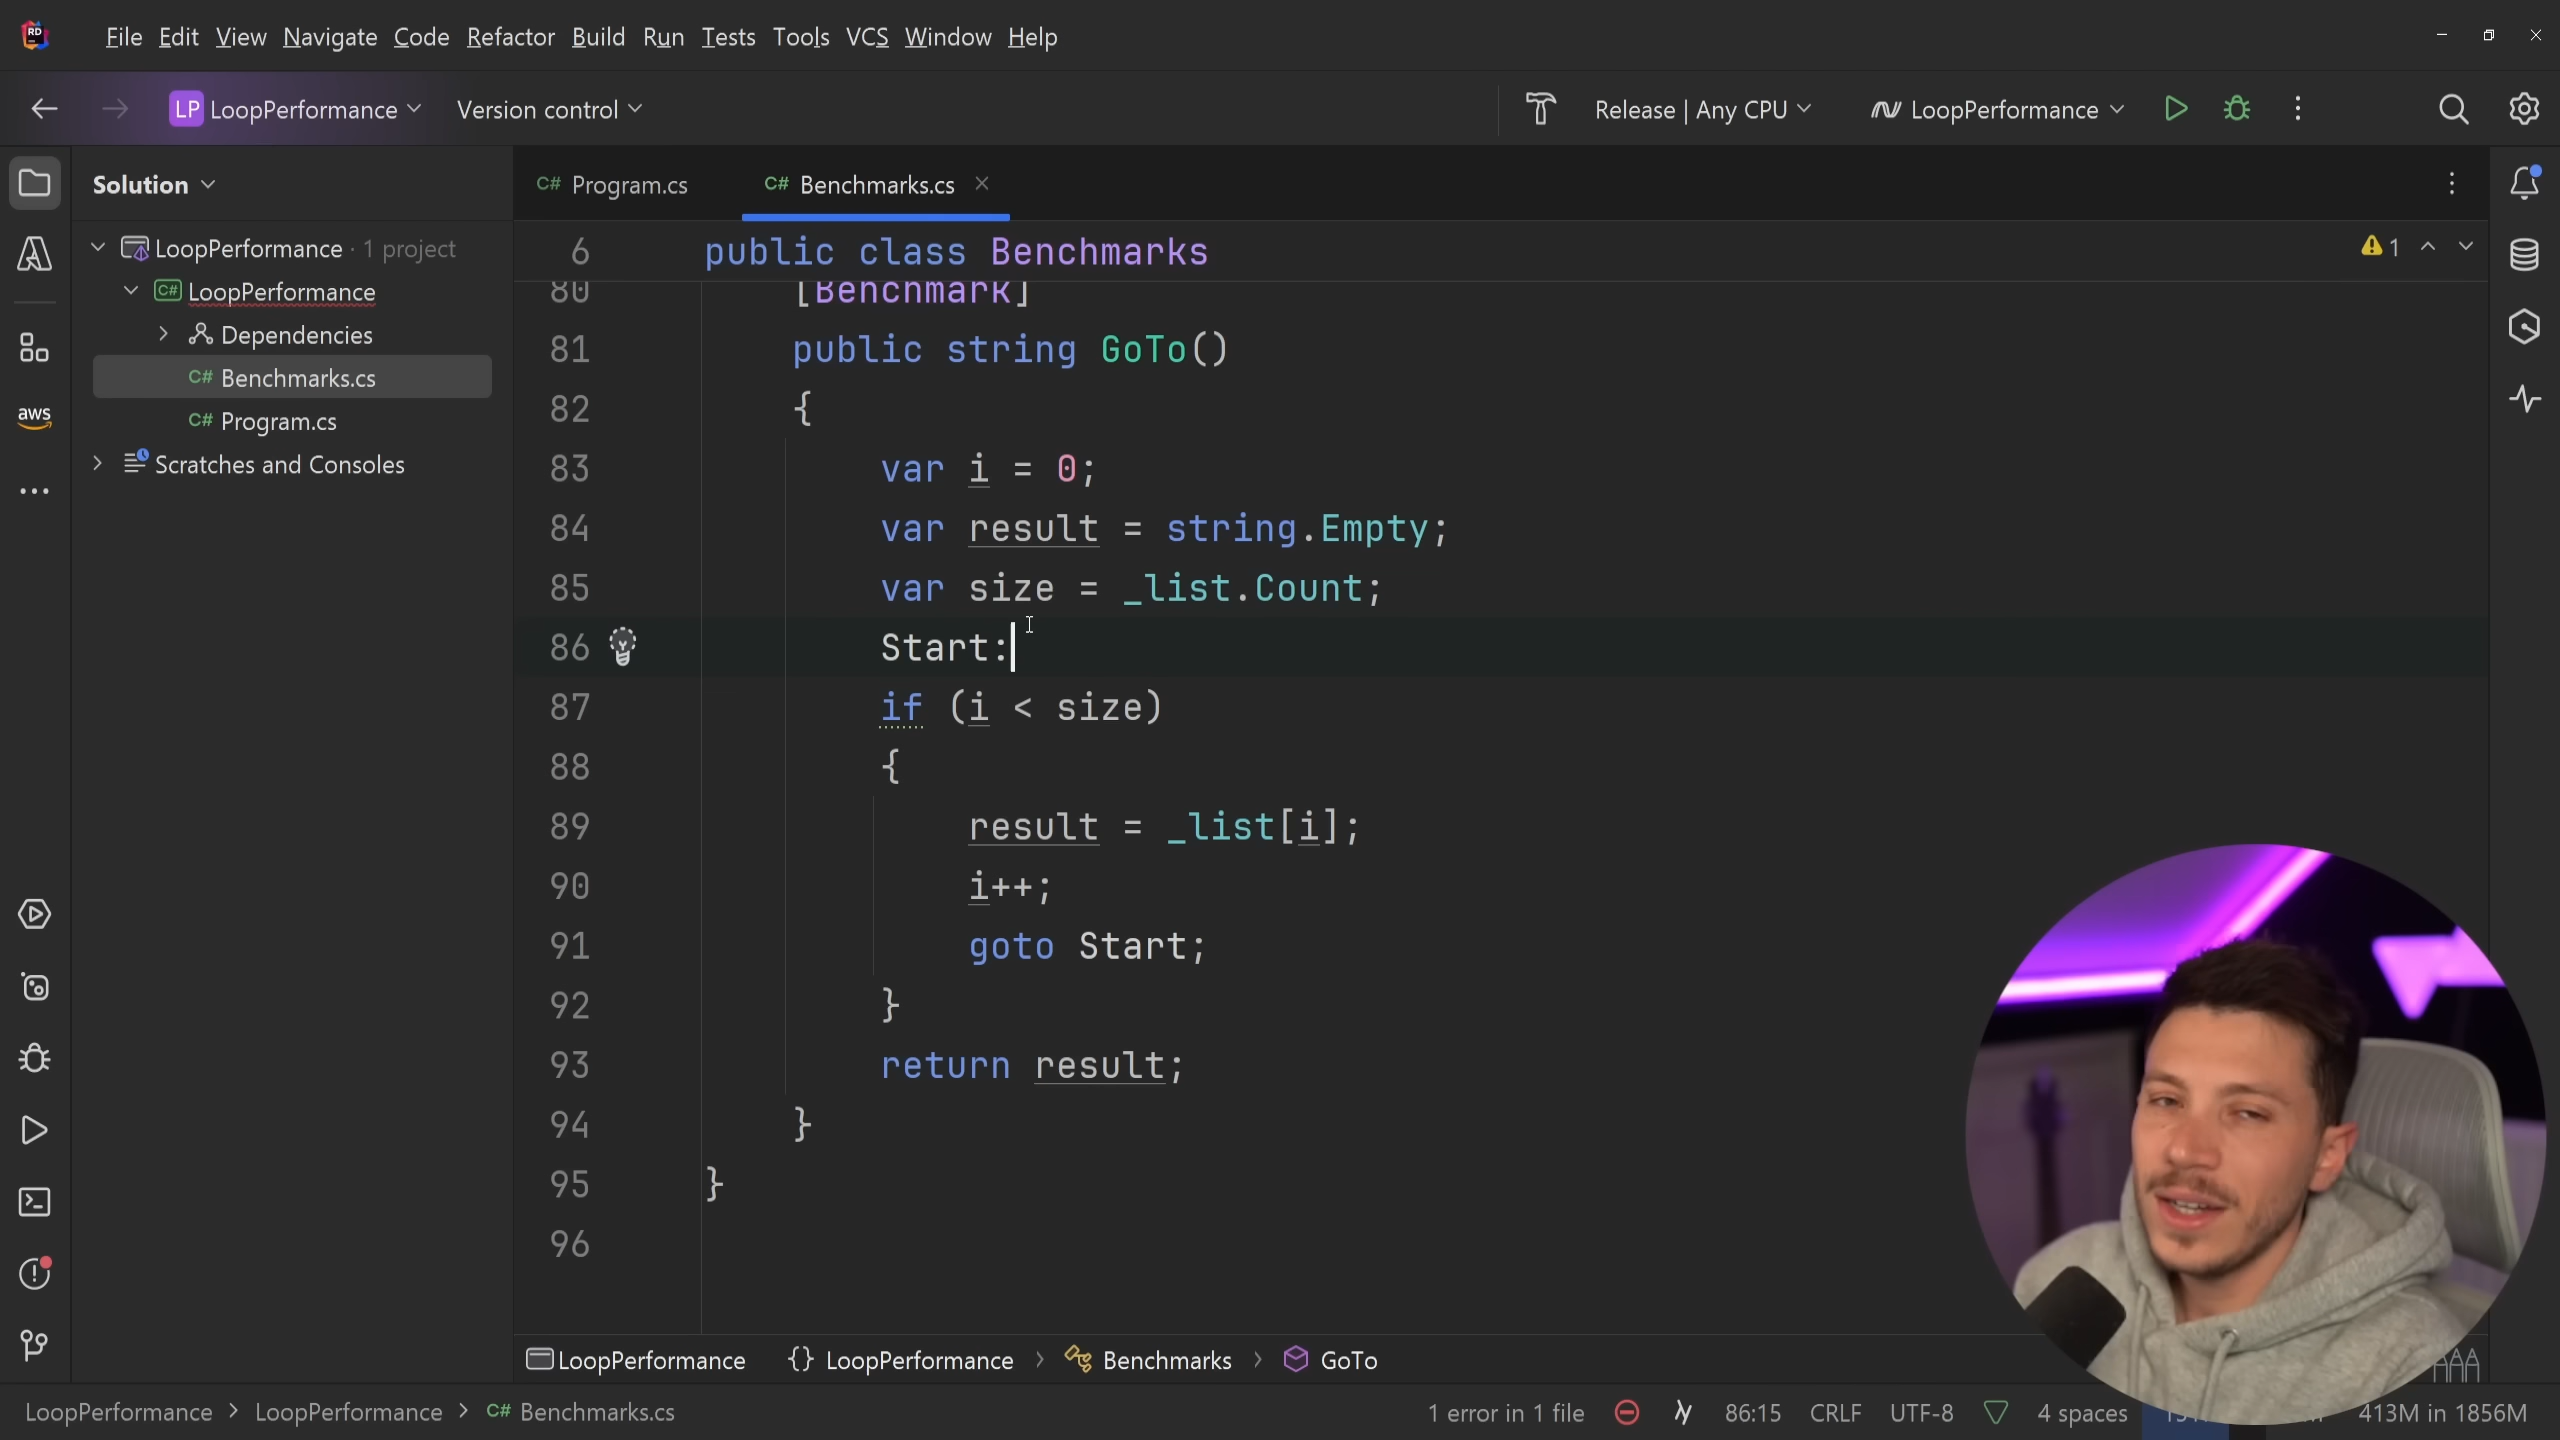 RD File Edit View Navigate Code Refactor Build Run Tests Tools VCS Window Help
LP LoopPerformance Version control Release | Any CPU LoopPerformance
Solution
C# Program.cs C# Benchmarks.cs
LoopPerformance · 1 project
C# LoopPerformance
Dependencies
C# Benchmarks.cs
C# Program.cs
Scratches and Consoles
aws
1
6 public class Benchmarks
80 [Benchmark]
81 public string GoTo()
82 {
83 var i = 0;
84 var result = string.Empty;
85 var size = _list.Count;
86 Start:
87 if (i < size)
88 {
89 result = _list[i];
90 i++;
91 goto Start;
92 }
93 return result;
94 }
95 }
96
LoopPerformance {} LoopPerformance > Benchmarks > GoTo
LoopPerformance > LoopPerformance > C# Benchmarks.cs 1 error in 1 file 86:15 CRLF UTF-8 4 spaces 413M in 1856M